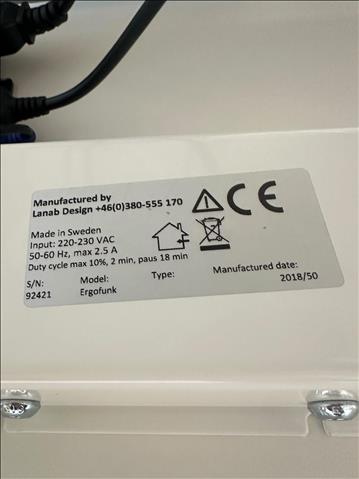 Manufactured by
Lanab Design +46(0)380-555 170
CE
Made in Sweden
Input: 220-230 VAC
50-60 Hz, max 2.5 A
Duty cycle max 10%, 2 min, paus 18 min
S/N: Model: Type: Manufactured date:
92421 Ergofunk 2018/50